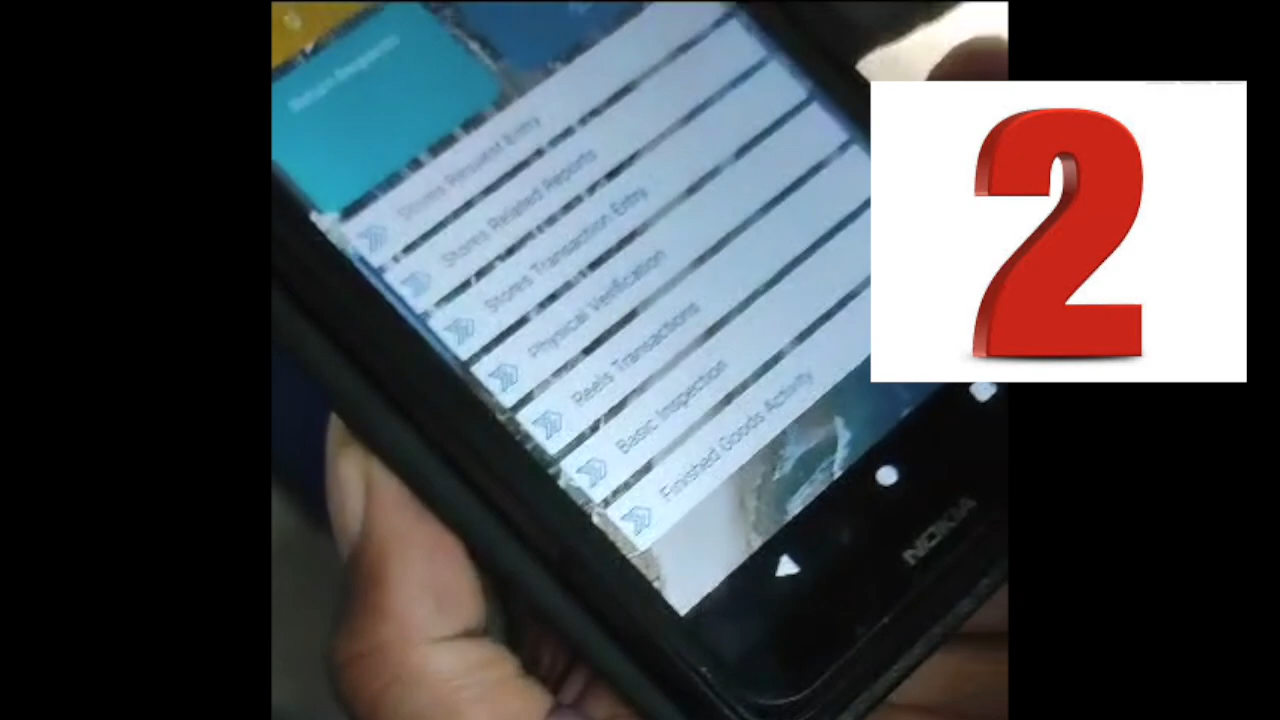 Stores Request Entry
Stores Related Reports
Stores Transaction Entry
Physical Verification
Reels Transactions
Basic Inspection
Finished Goods Activity
NOKIA
2